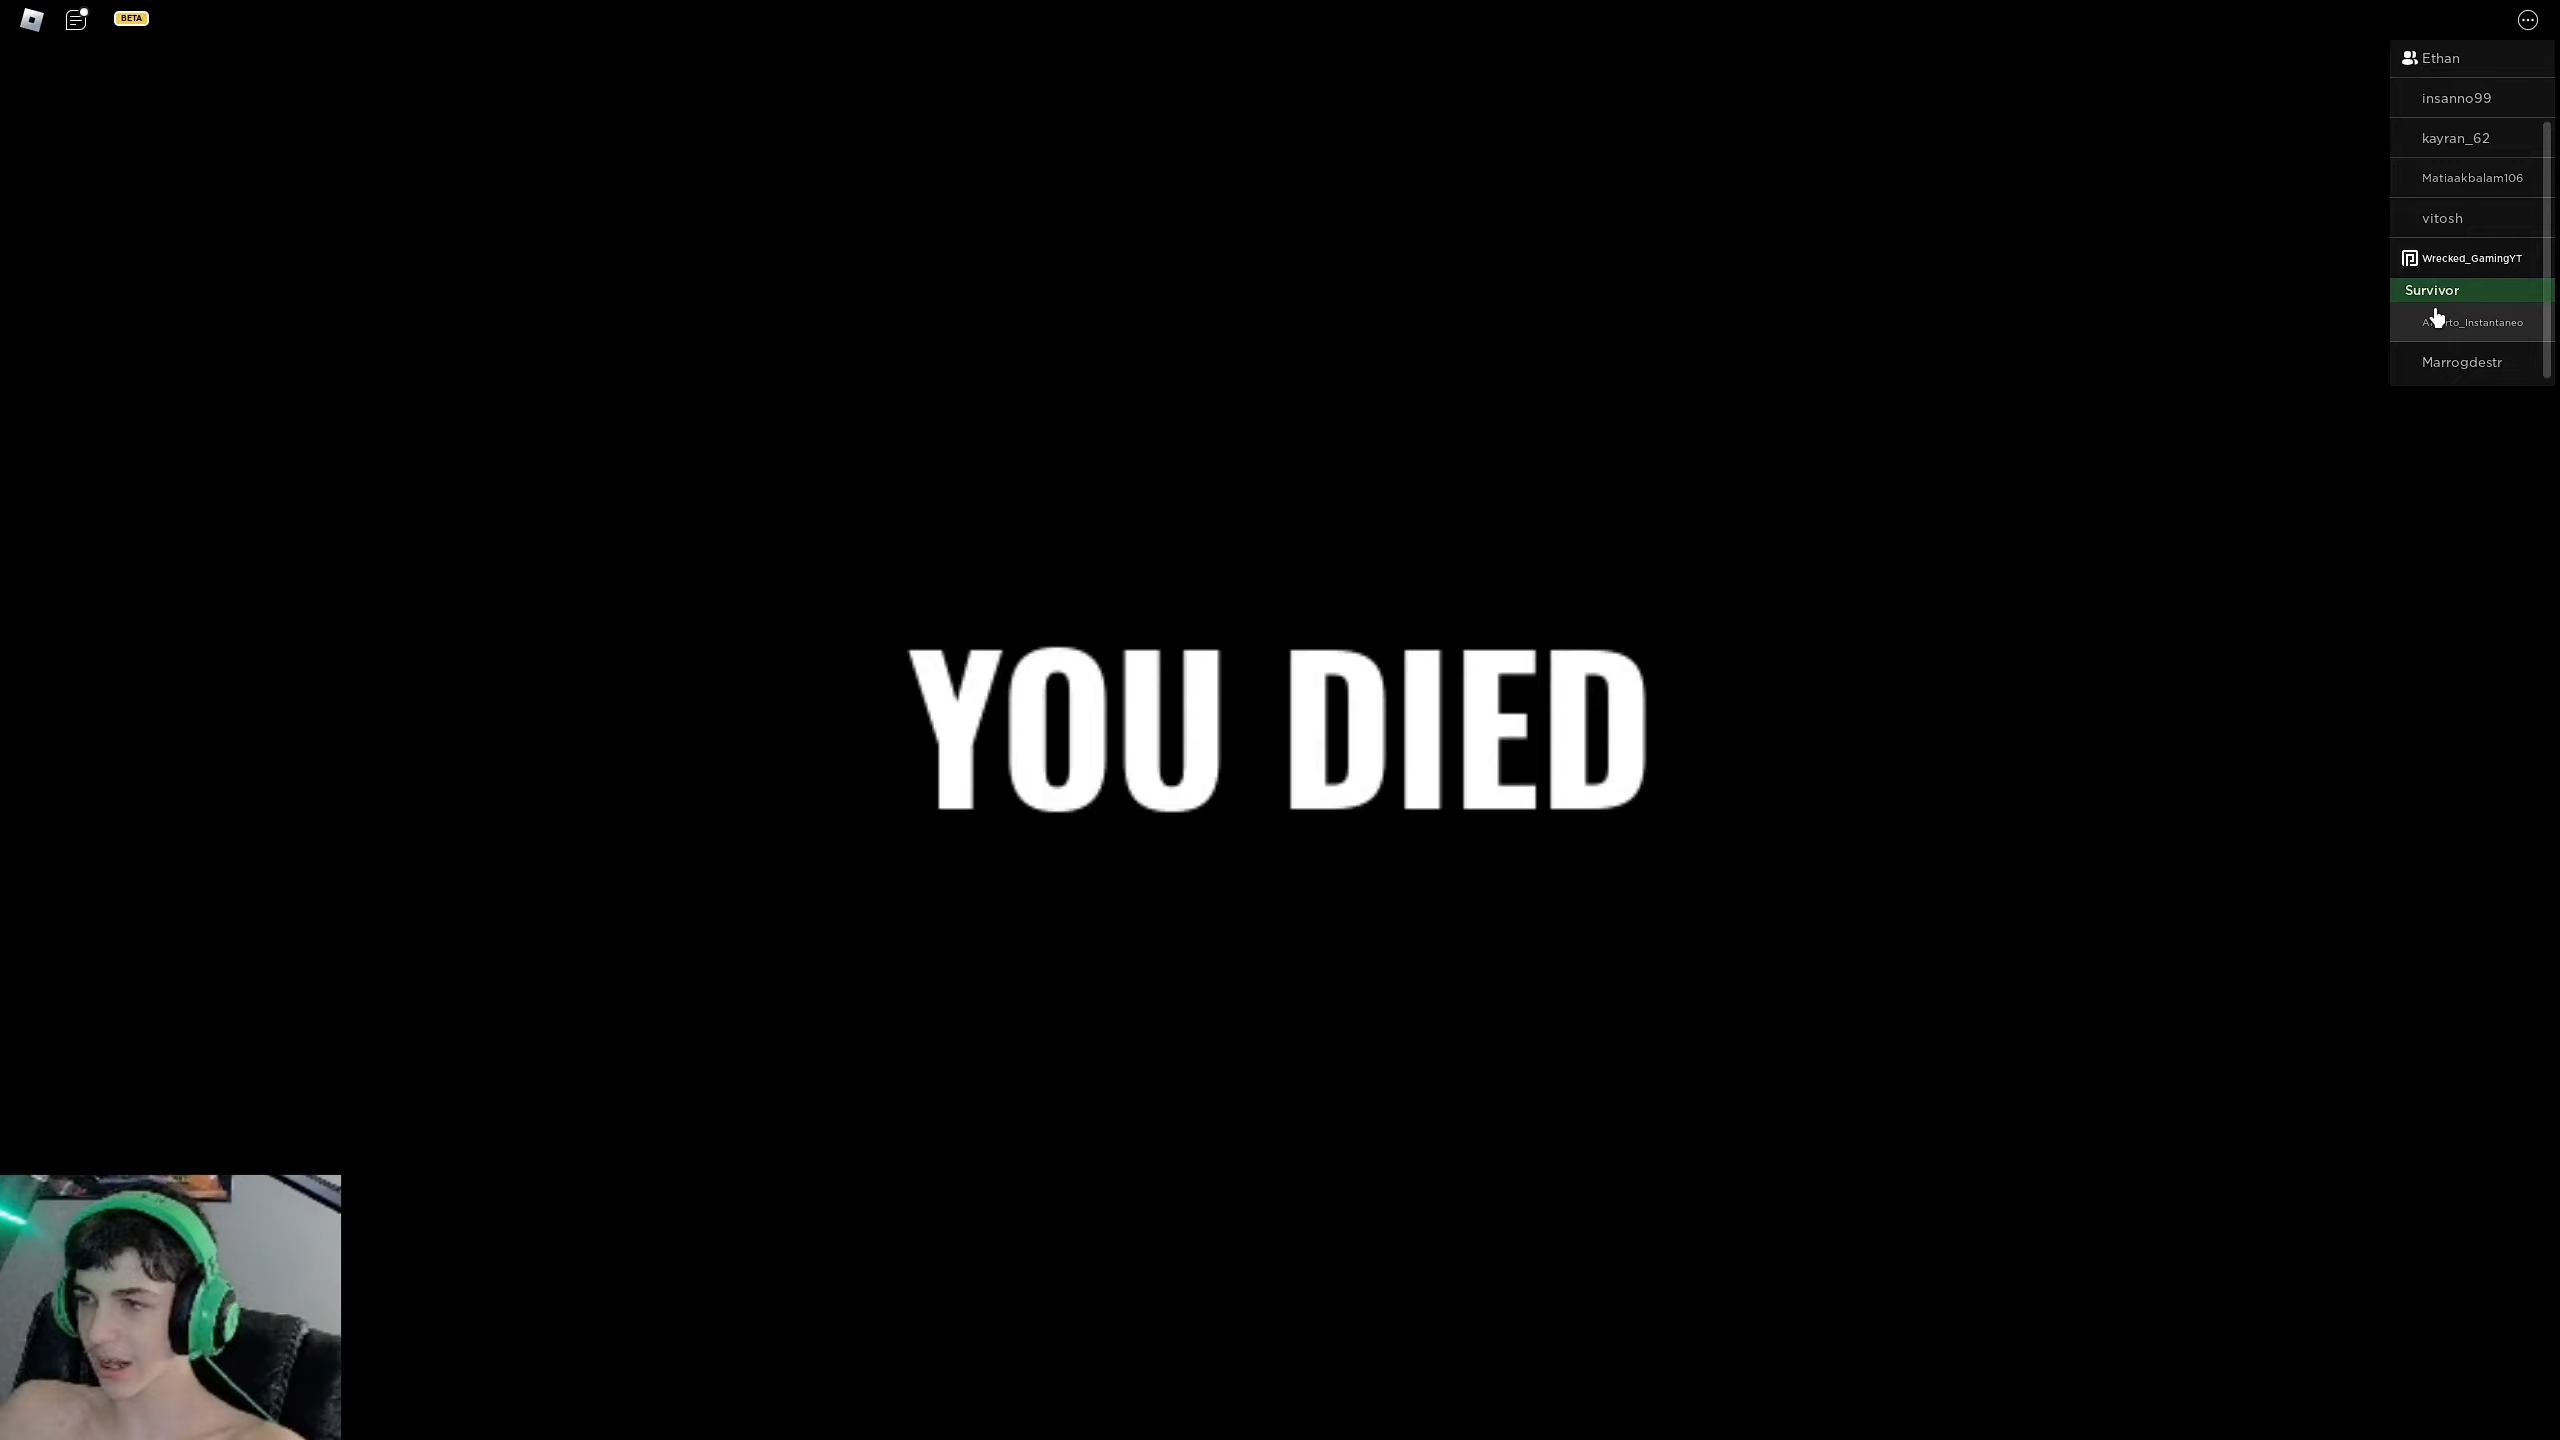 BETA
Ethan
insanno99
kayran_62
Matiaakbalam106
vitosh
Wrecked_GamingYT
Survivor
Marrogdestr
YOU DIED